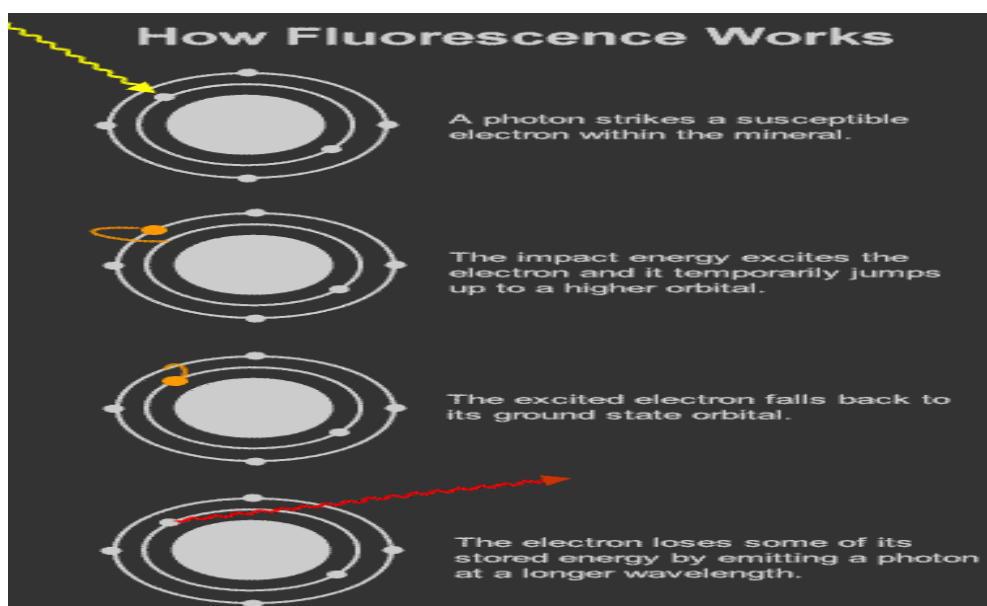 How Fluorescence Works
A photon strikes a susceptible
electron within the mineral.
The impact energy excites the
electron and it temporarily jumps
up to a higher orbital.
The excited electron falls back to
its ground state orbital.
The electron loses some of its
stored energy by emitting a photon
at a longer wavelength.